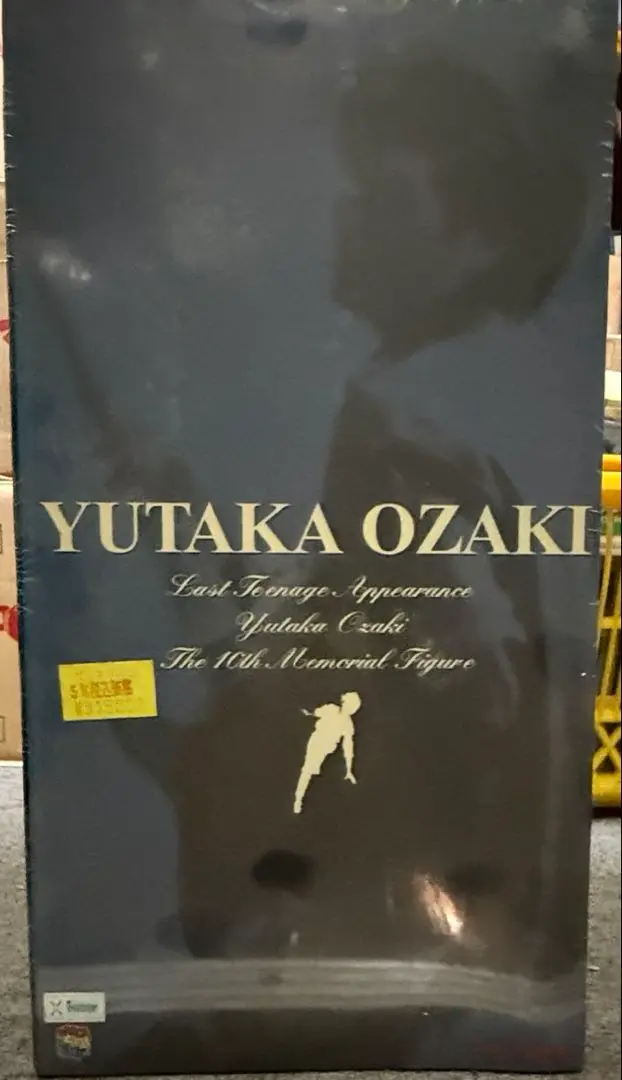 YUTAKA OZAKI
Last Teenage Appearance
Yutaka Ozaki
The 10th Memorial Figure